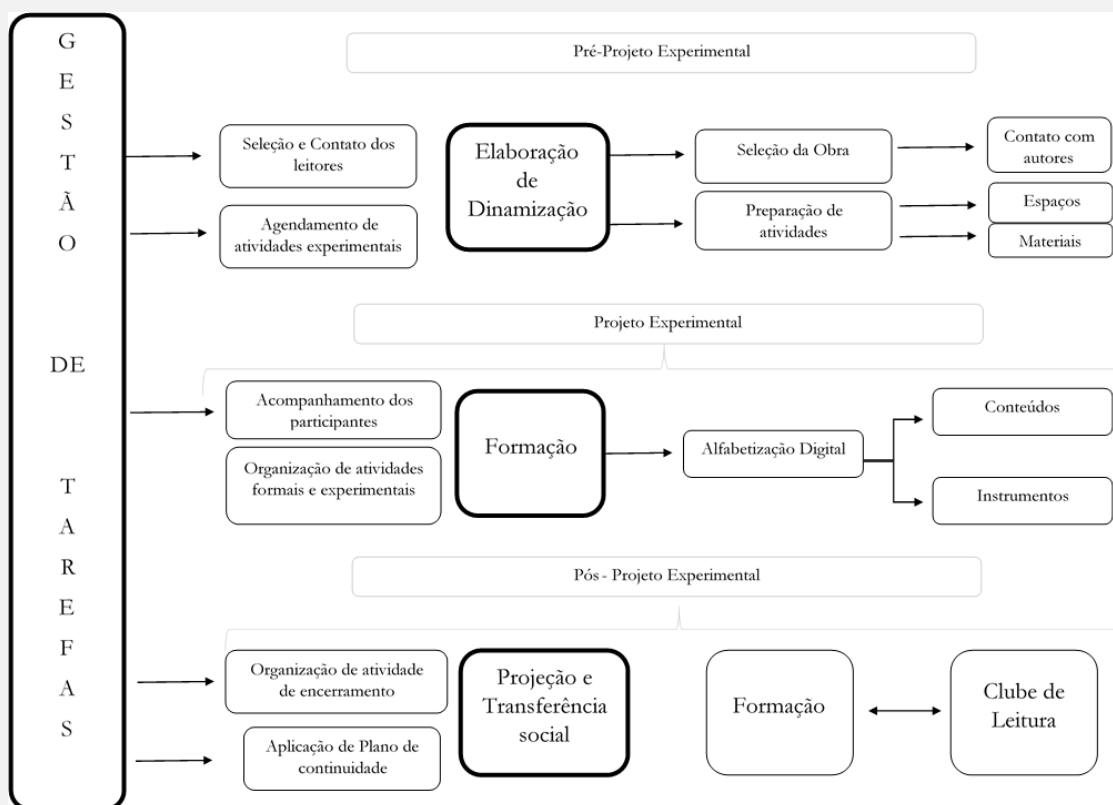 G
E
S
T
Ã
O
DE
T
A
R
E
F
A
S
Pré-Projeto Experimental
Seleção e Contato dos
leitores
Agendamento de
atividades experimentais
Elaboração
de
Dinamização
Seleção da Obra
Preparação de
atividades
Contato com
autores
Espaços
Materiais
Projeto Experimental
Acompanhamento dos
participantes
Organização de atividades
formais e experimentais
Formação
Alfabetização Digital
Conteúdos
Instrumentos
Pós - Projeto Experimental
Organização de atividade
de encerramento
Aplicação de Plano de
continuidade
Projeção e
Transferência
social
Formação
Clube de
Leitura